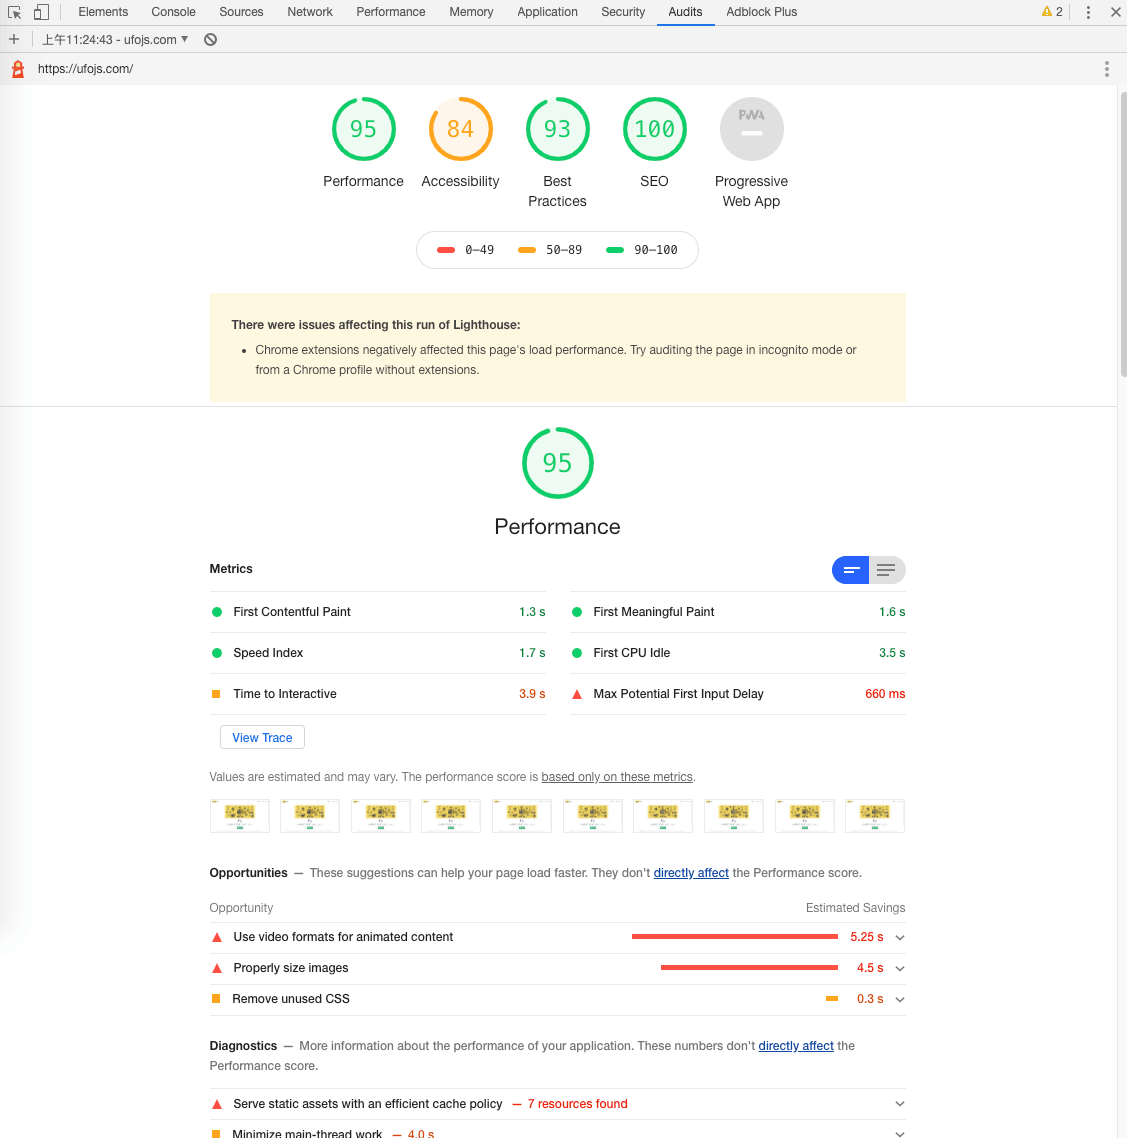 Elements Console Sources Network Performance Memory Application Security Audits Adblock Plus 2
上午11:24:43 - ufojs.com
https://ufojs.com/
95 84 93 100 PWA
Performance Accessibility Best Practices SEO Progressive Web App
0–49 50–89 90–100
There were issues affecting this run of Lighthouse:
• Chrome extensions negatively affected this page's load performance. Try auditing the page in incognito mode or
from a Chrome profile without extensions.
95
Performance
Metrics
First Contentful Paint 1.3 s First Meaningful Paint 1.6 s
Speed Index 1.7 s First CPU Idle 3.5 s
Time to Interactive 3.9 s Max Potential First Input Delay 660 ms
View Trace
Values are estimated and may vary. The performance score is based only on these metrics.
Opportunities — These suggestions can help your page load faster. They don't directly affect the Performance score.
Opportunity Estimated Savings
Use video formats for animated content 5.25 s
Properly size images 4.5 s
Remove unused CSS 0.3 s
Diagnostics — More information about the performance of your application. These numbers don't directly affect the
Performance score.
Serve static assets with an efficient cache policy — 7 resources found
Minimize main-thread work — 4.0 s